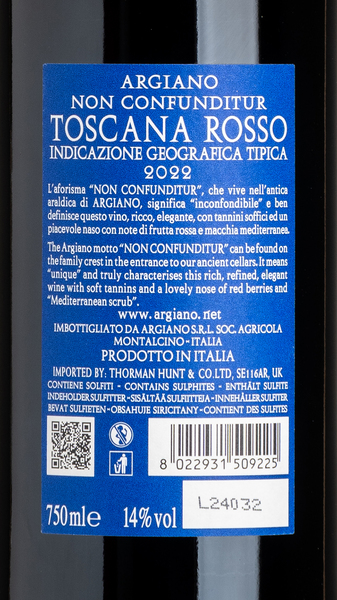 ARGIANO
NON CONFUNDITUR
TOSCANA ROSSO
INDICAZIONE GEOGRAFICA TIPICA
2022
L'aforisma "NON CONFUNDITUR", che vive nell'antica
araldica di ARGIANO, significa "inconfondibile" e ben
definisce questo vino, ricco, elegante, con tannini soffici ed un
piacevole naso con note di frutta rossa e macchia mediterranea.
The Argiano motto "NON CONFUNDITUR" can be found on
the family crest in the entrance to our ancient cellars. It means
"unique" and truly characterises this rich, refined, elegant
wine with soft tannins and a lovely nose of red berries and
"Mediterranean scrub".
www.argiano.net
IMBOTTIGLIATO DA ARGIANO S.R.L. SOC. AGRICOLA
MONTALCINO - ITALIA
PRODOTTO IN ITALIA
IMPORTED BY: THORMAN HUNT & CO.LTD, SE116AR, UK
CONTIENE SOLFITI - CONTAINS SULPHITES - ENTHÄLT SULFITE
INDEHOLDER SULFITTER - SISÄLTÄÄ SULFIITTEJA - INNEHÅLLER SULFITER
BEVAT SULFIETEN - OBSAHUJE SIRICITANY - CONTIENT DES SULFITES
8 022931 509225
L24032
750 ml e 14% vol